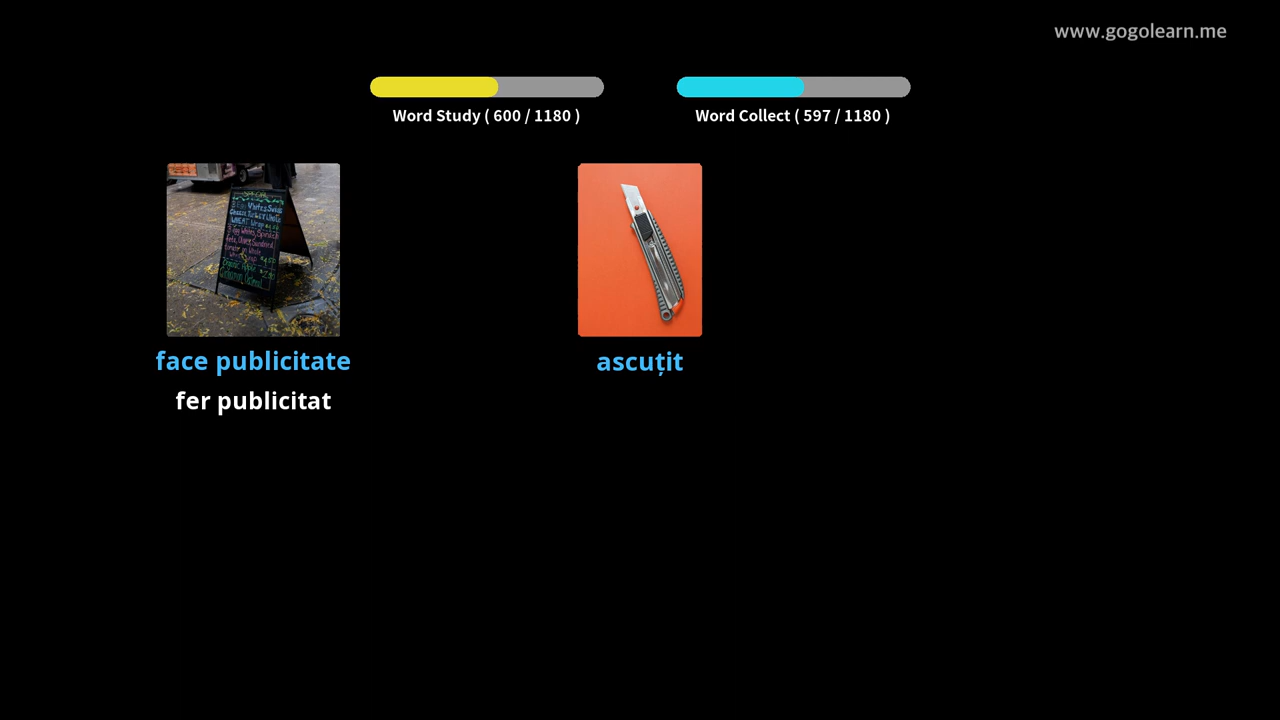 www.gogolearn.me
Word Study ( 600 / 1180 )
Word Collect ( 597 / 1180 )
face publicitate
fer publicitat
ascuțit